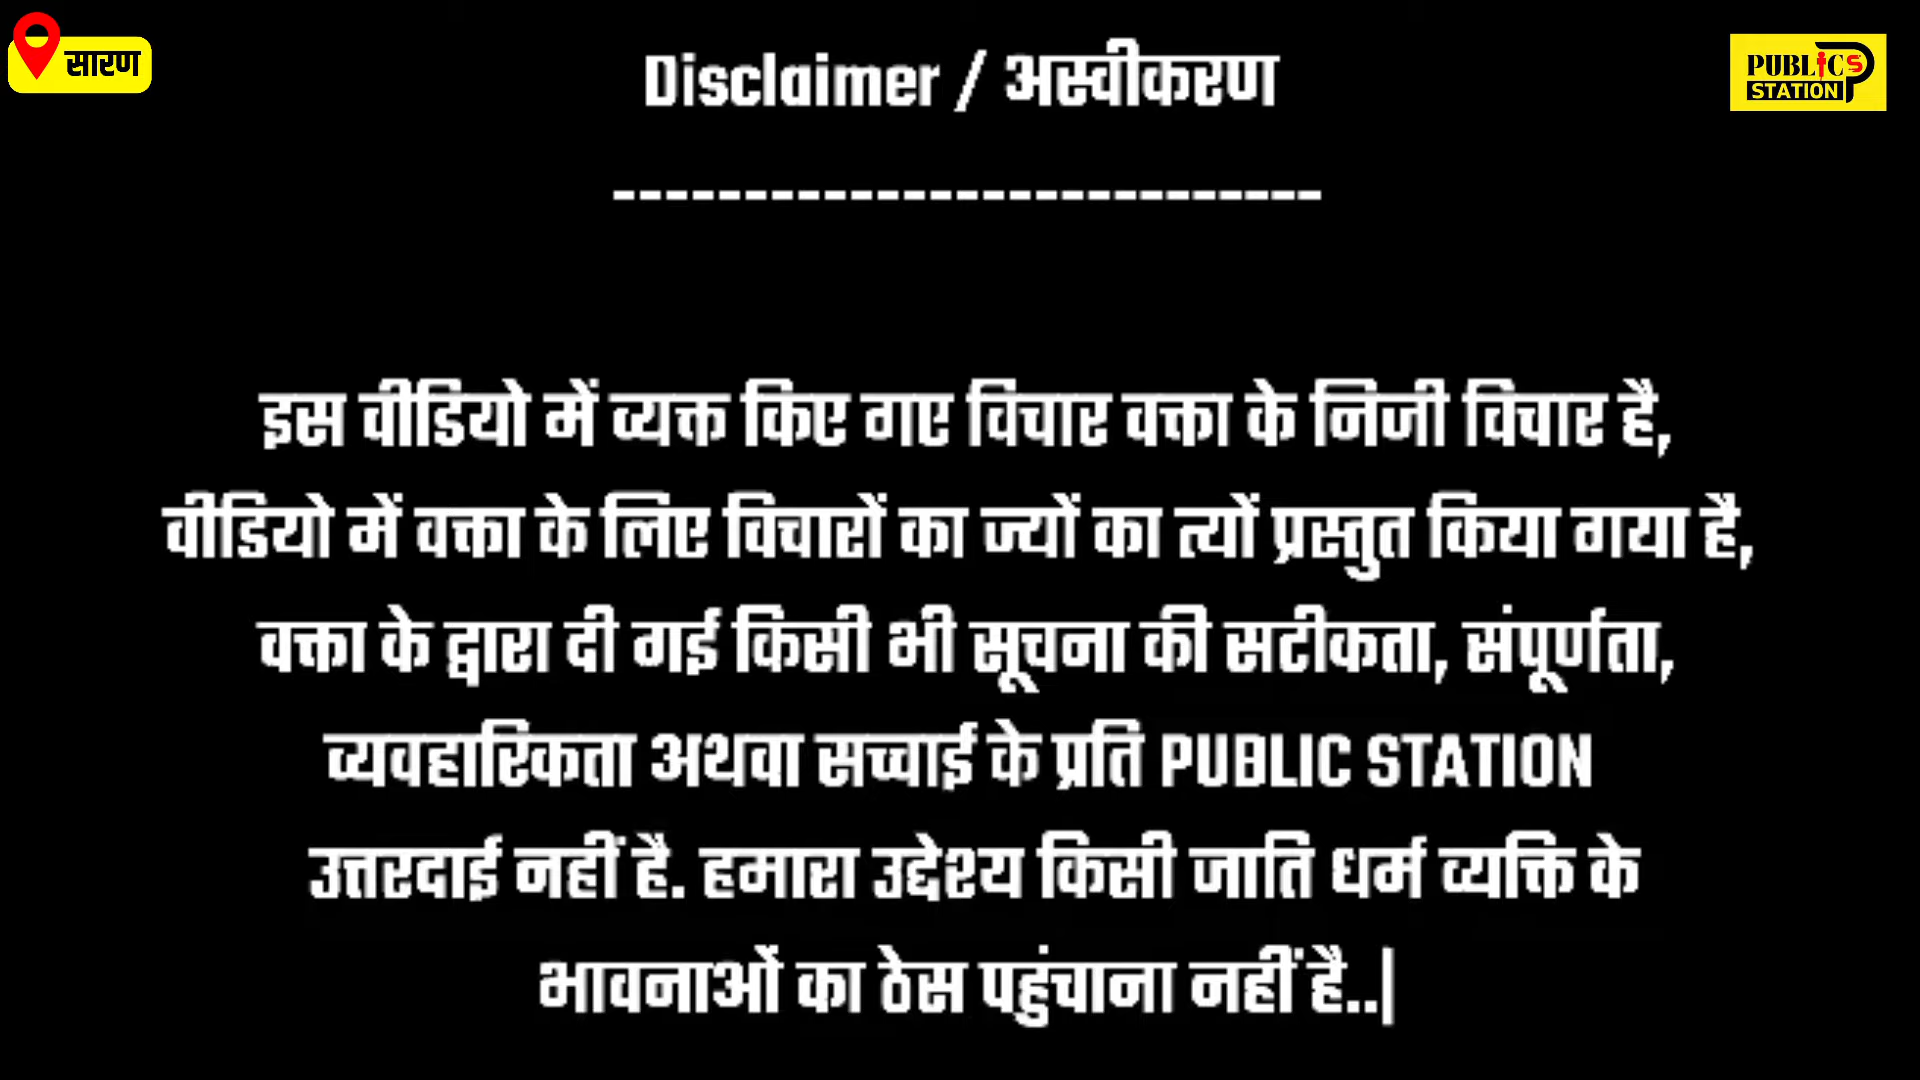 सारण
Disclaimer / अस्वीकरण
PUBLIC S
STATION
---------------------------
इस वीडियो में व्यक्त किए गए विचार वक्ता के निजी विचार है,
वीडियो में वक्ता के लिए विचारों का ज्यों का त्यों प्रस्तुत किया गया है,
वक्ता के द्वारा दी गई किसी भी सूचना की सटीकता, संपूर्णता,
व्यवहारिकता अथवा सच्चाई के प्रति PUBLIC STATION
उत्तरदाई नहीं है. हमारा उद्देश्य किसी जाति धर्म व्यक्ति के
भावनाओं का ठेस पहुंचाना नहीं है..|